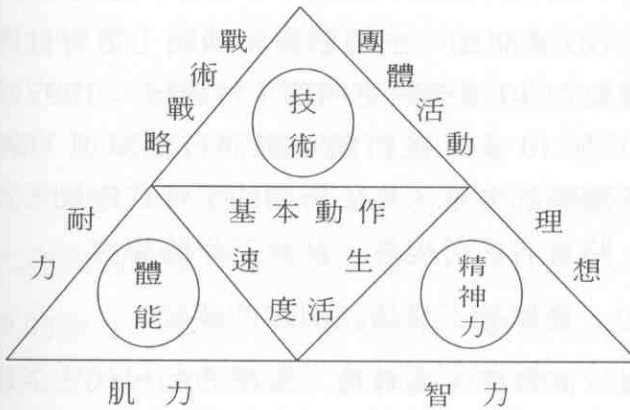 戰術戰略
團體活動
技術
基本動作
速度
生活
耐力
體能
肌力
理想
精神力
智力